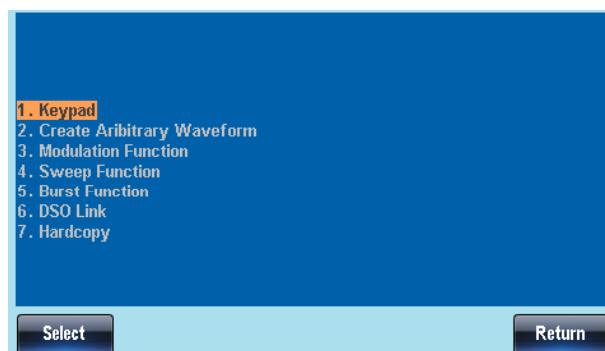 1. Keypad
2. Create Aribitrary Waveform
3. Modulation Function
4. Sweep Function
5. Burst Function
6. DSO Link
7. Hardcopy
Select Return